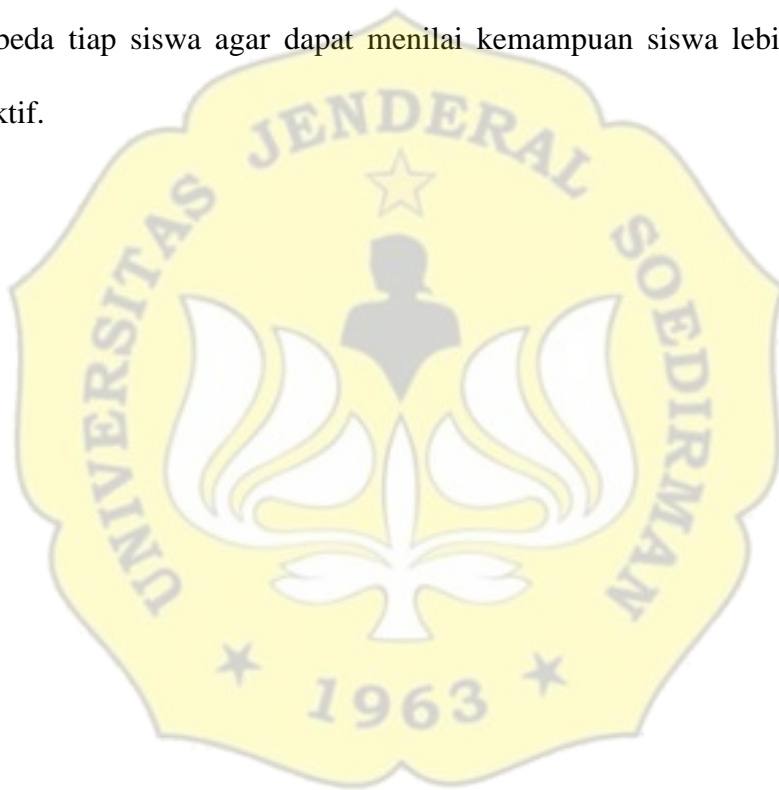 beda tiap siswa agar dapat menilai kemampuan siswa lebi
ktif.
UNIVERSITAS JENDERAL SOEDIRMAN
1963